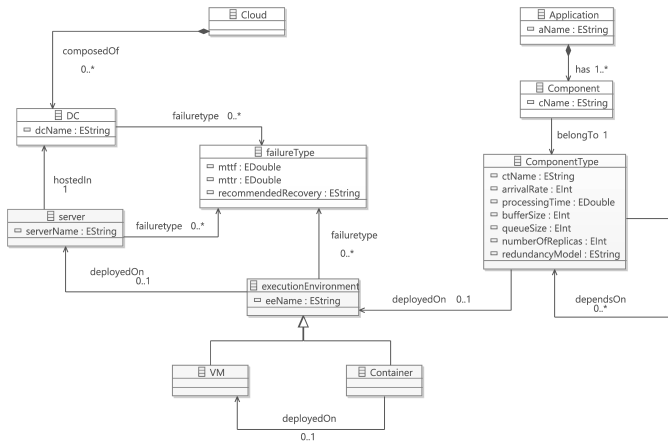 Cloud
Application
aName : EString
composedOf
0..*
has 1..*
Component
cName : EString
DC
dcName : EString
failuretype 0..*
belongTo 1
failureType
mttf : EDouble
mttr : EDouble
recommendedRecovery : EString
ComponentType
ctName : EString
arrivalRate : EInt
processingTime : EDouble
bufferSize : EInt
queueSize : EInt
numberOfReplicas : EInt
redundancyModel : EString
hostedIn
1
server
serverName : EString
failuretype 0..*
failuretype
0..*
deployedOn
0..1
executionEnvironment
eeName : EString
deployedOn 0..1
dependsOn
0..*
VM
Container
deployedOn
0..1